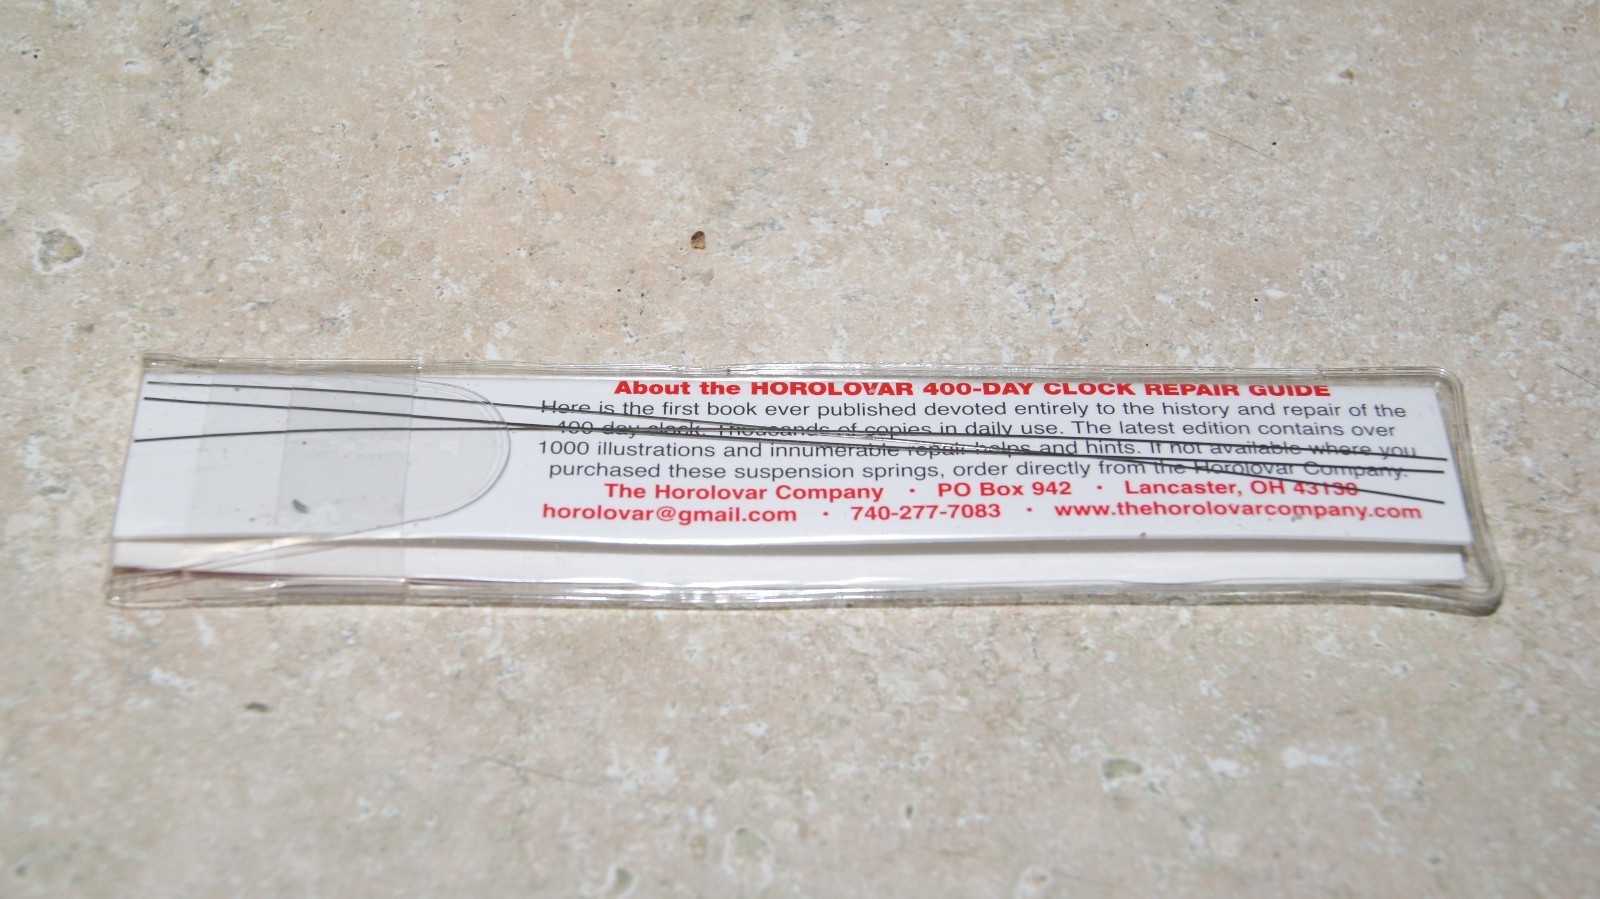 About the HOROLOVAR 400-DAY CLOCK REPAIR GUIDE
Here is the first book ever published devoted entirely to the history and repair of the
400-day clock. Thousands of copies in daily use. The latest edition contains over
1000 illustrations and innumerable repair helps and hints. If not available where you
purchased these suspension springs, order directly from the Horolovar Company.
The Horolovar Company · PO Box 942 · Lancaster, OH 43130
horolovar@gmail.com · 740-277-7083 · www.thehorolovarcompany.com